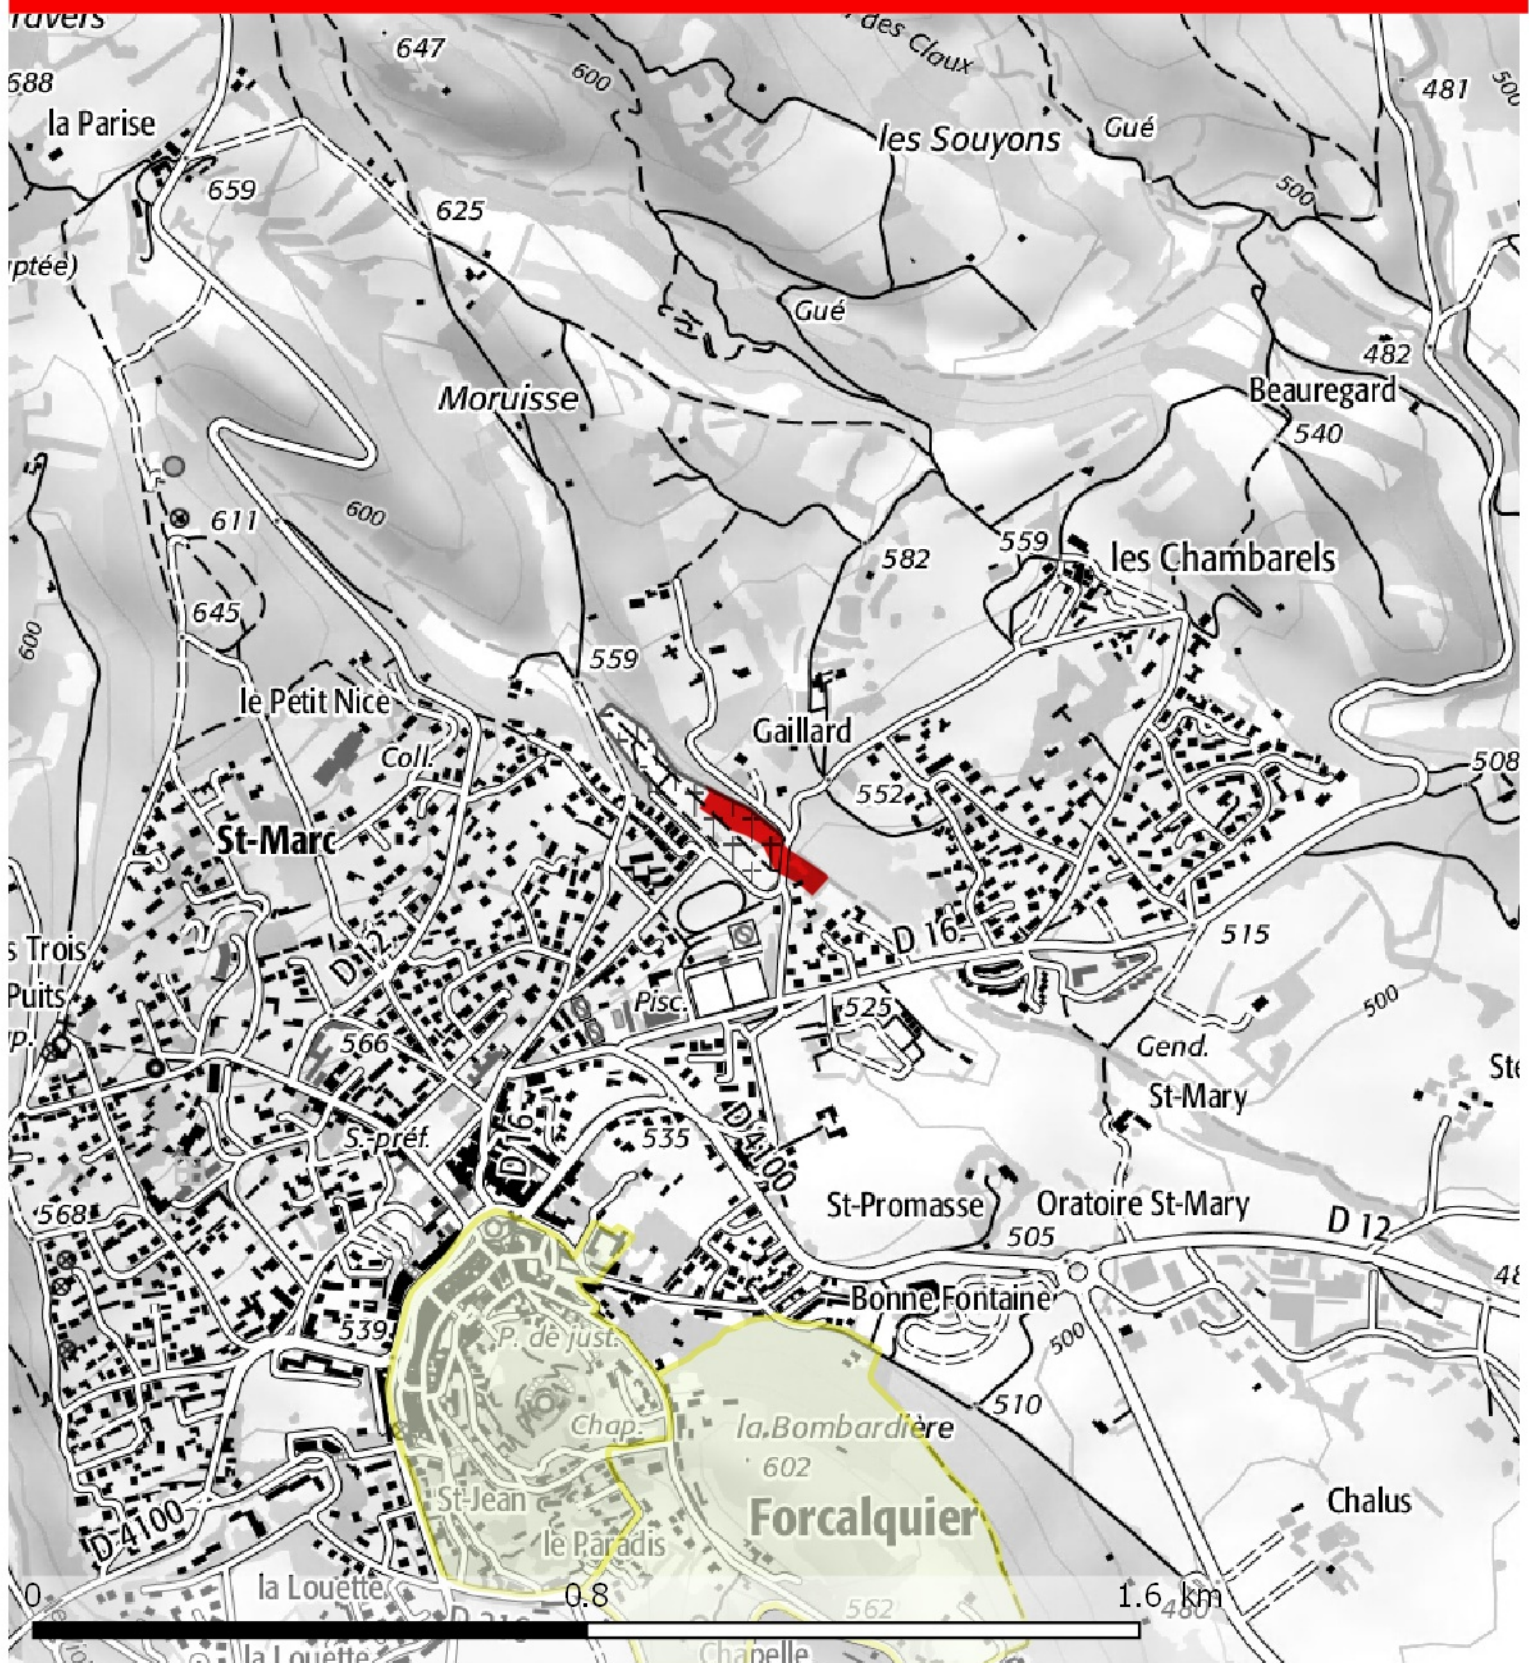 647
des Claux
688
600
481
500
la Parise
les Souyons
Gué
659
500
625
Gué
482
Moruisse
Beauregard
540
600
611
582
559
les Chambarels
645
600
559
le Petit Nice
Gaillard
Coll.
508
552
St-Marc
D 16
515
Trois
Puits
Pisc.
525
500
566
Gend.
St-Mary
S.-préf.
D 16
535
D 4100
568
St-Promasse
Oratoire St-Mary
505
D 12
Bonne Fontaine
539
P. de just.
500
510
Chap.
la Bombardière
602
St-Jean
Forcalquier
Chalus
D 4100
le Paradis
la Louette
0
0.8
1.6 km
562
480
la Louette
Chapelle